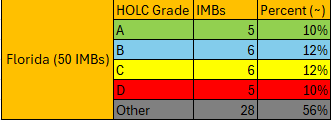 HOLC Grade IMBs Percent (~)
A 5 10%
B 6 12%
Florida (50 IMBs) C 6 12%
D 5 10%
Other 28 56%